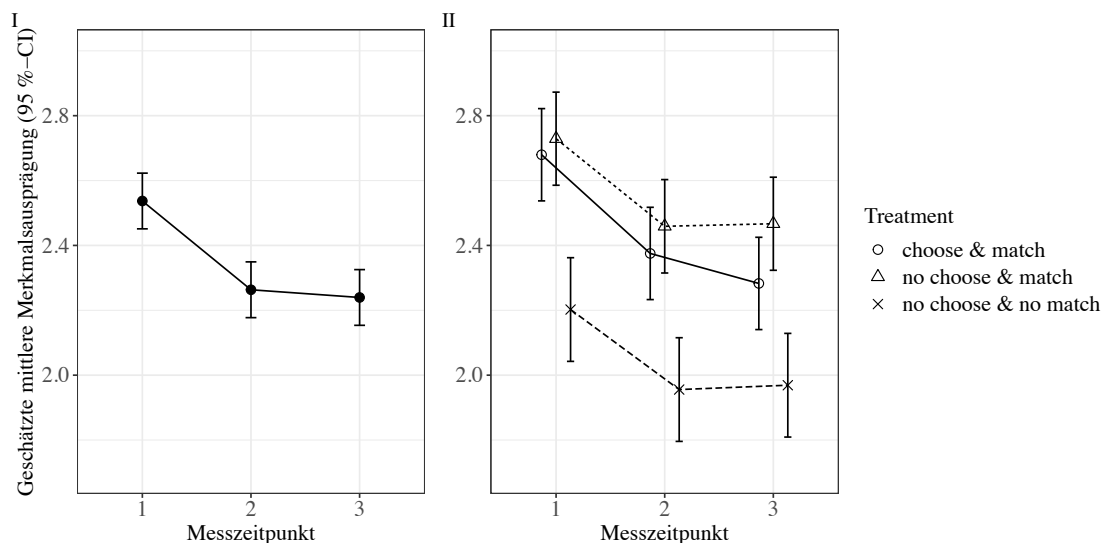 I
II
Geschätzte mittlere Merkmalsausprägung (95 %−CI)
2.8
2.4
2.0
1 2 3
Messzeitpunkt
2.8
2.4
2.0
1 2 3
Messzeitpunkt
Treatment
choose & match
no choose & match
no choose & no match